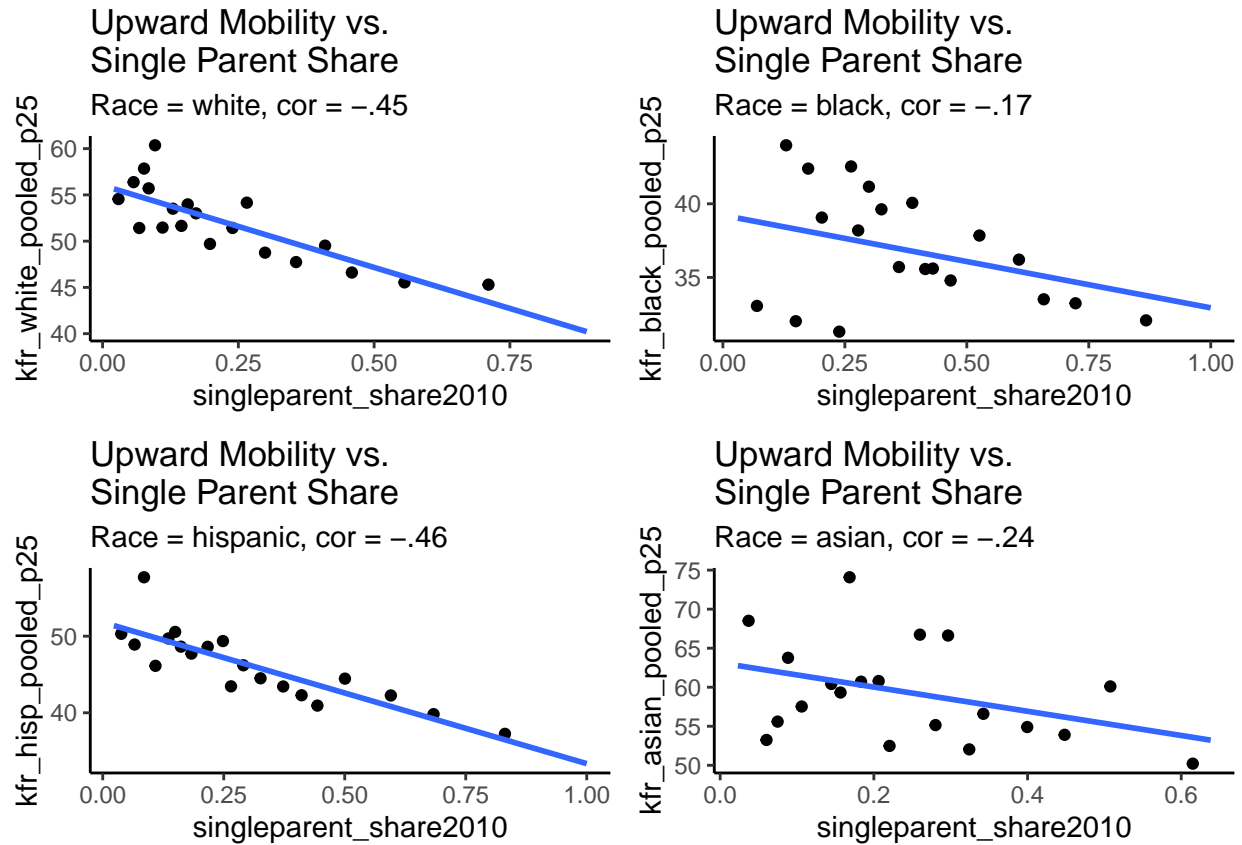 Upward Mobility vs.
Single Parent Share
Race = white, cor = −.45
kfr_white_pooled_p25
60
55
50
45
40
0.00 0.25 0.50 0.75
singleparent_share2010
Upward Mobility vs.
Single Parent Share
Race = black, cor = −.17
kfr_black_pooled_p25
40
35
0.00 0.25 0.50 0.75 1.00
singleparent_share2010
Upward Mobility vs.
Single Parent Share
Race = hispanic, cor = −.46
kfr_hisp_pooled_p25
50
40
0.00 0.25 0.50 0.75 1.00
singleparent_share2010
Upward Mobility vs.
Single Parent Share
Race = asian, cor = −.24
kfr_asian_pooled_p25
75
70
65
60
55
50
0.0 0.2 0.4 0.6
singleparent_share2010